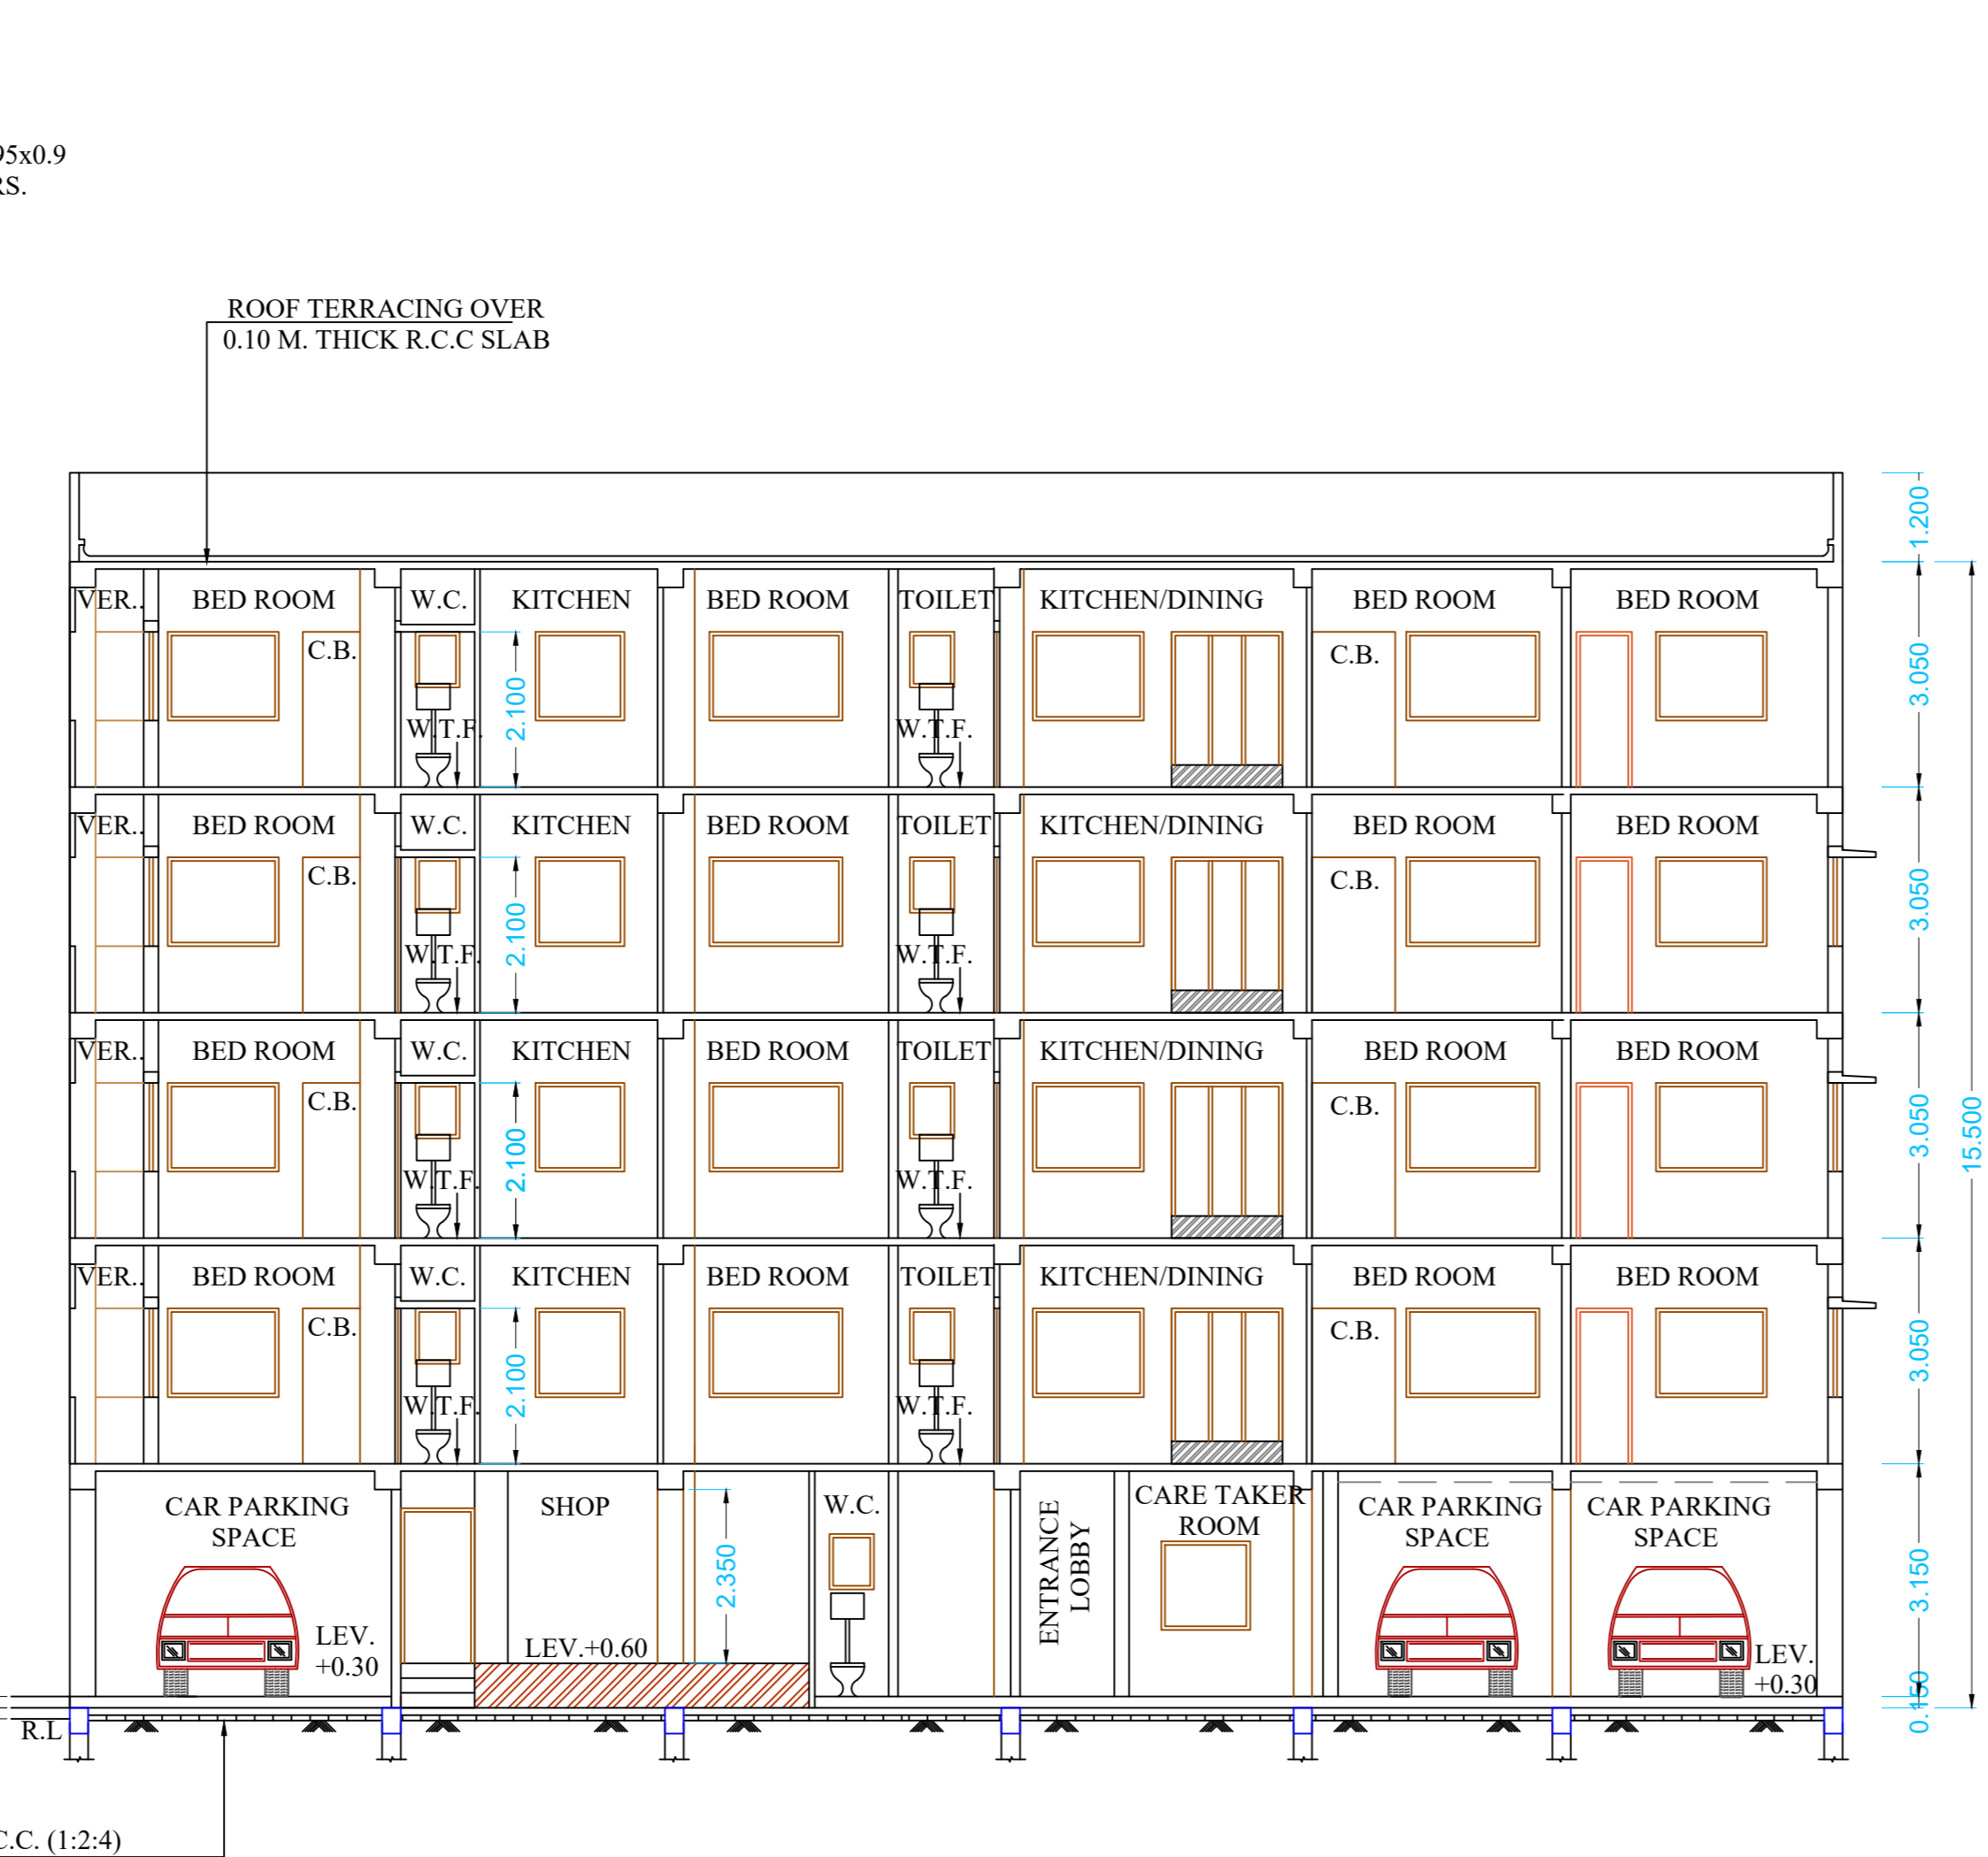 95x0.9
RS.
ROOF TERRACING OVER
0.10 M. THICK R.C.C SLAB
1.200
VER.. BED ROOM W.C. KITCHEN BED ROOM TOILET KITCHEN/DINING BED ROOM BED ROOM
C.B. C.B.
W.T.F. 2.100 W.T.F. 3.050
VER.. BED ROOM W.C. KITCHEN BED ROOM TOILET KITCHEN/DINING BED ROOM BED ROOM
C.B. C.B.
W.T.F. 2.100 W.T.F. 3.050
VER.. BED ROOM W.C. KITCHEN BED ROOM TOILET KITCHEN/DINING BED ROOM BED ROOM
C.B. C.B.
W.T.F. 2.100 W.T.F. 3.050
15.500
VER.. BED ROOM W.C. KITCHEN BED ROOM TOILET KITCHEN/DINING BED ROOM BED ROOM
C.B. C.B.
W.T.F. 2.100 W.T.F. 3.050
CAR PARKING
SPACE
SHOP
W.C.
ENTRANCE
LOBBY
CARE TAKER
ROOM
CAR PARKING
SPACE
CAR PARKING
SPACE
2.350
3.150
LEV.
+0.30
LEV.+0.60
LEV.
+0.30
0.150
R.L
C.C. (1:2:4)